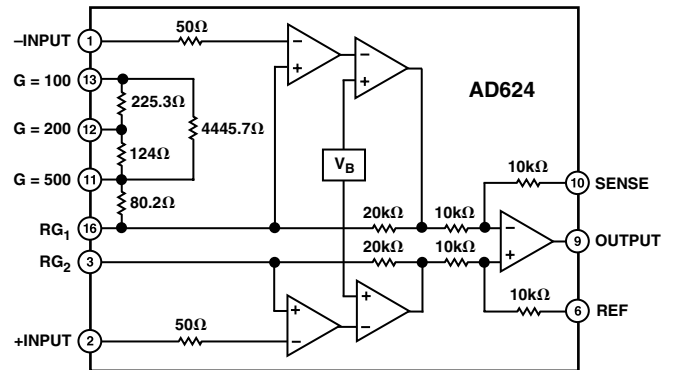 50Ω
–INPUT 1
−
+
−
+
G = 100 13
AD624
225.3Ω
G = 200 12
4445.7Ω
124Ω
VB
G = 500 11
10kΩ
10 SENSE
80.2Ω
20kΩ 10kΩ
RG1 16
−
+
9 OUTPUT
20kΩ 10kΩ
RG2 3
10kΩ
+
−
+
−
6 REF
50Ω
+INPUT 2